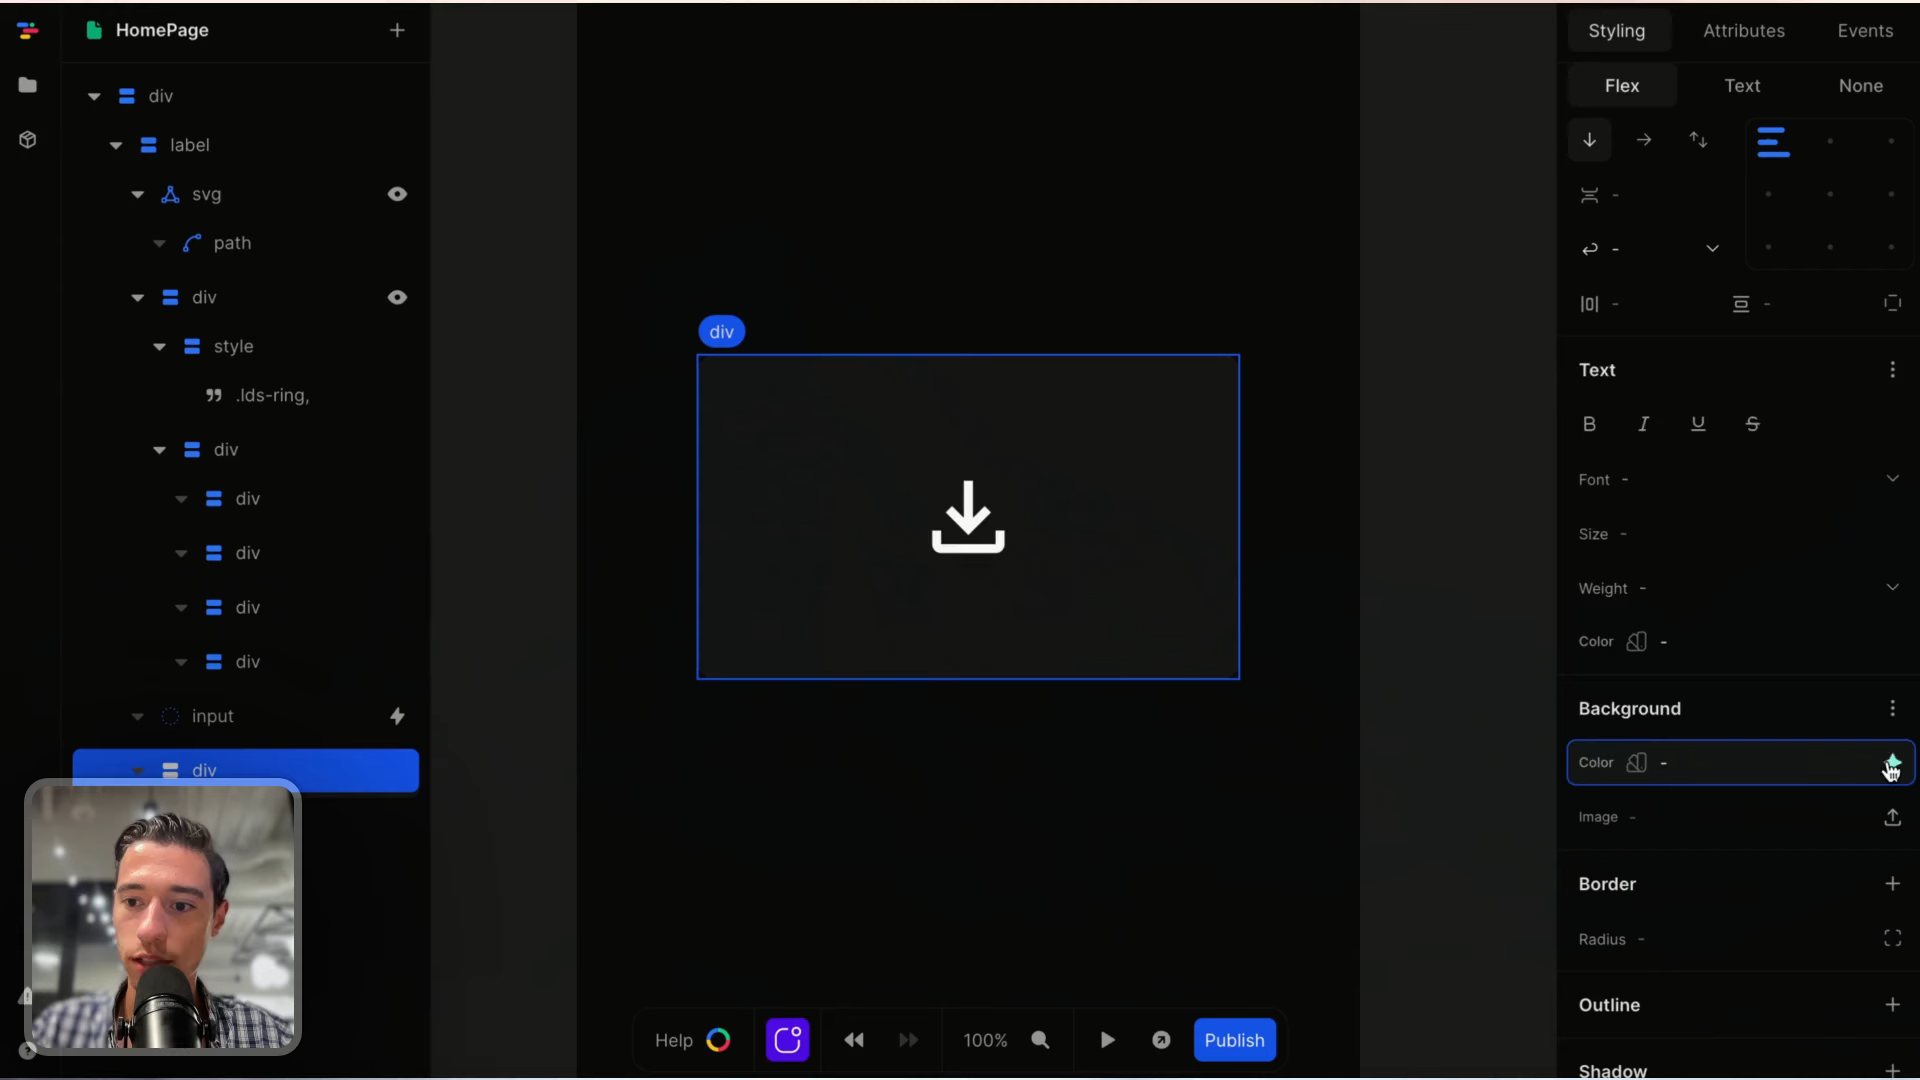 HomePage
div
label
svg
path
div
style
.lds-ring,
div
div
div
div
div
input
div
div
Help
100%
Publish
Styling
Attributes
Events
Flex
Text
None
-
-
-
-
Text
B I U S
Font -
Size -
Weight -
Color -
Background
Color -
Image -
Border
Radius -
Outline
Shadow